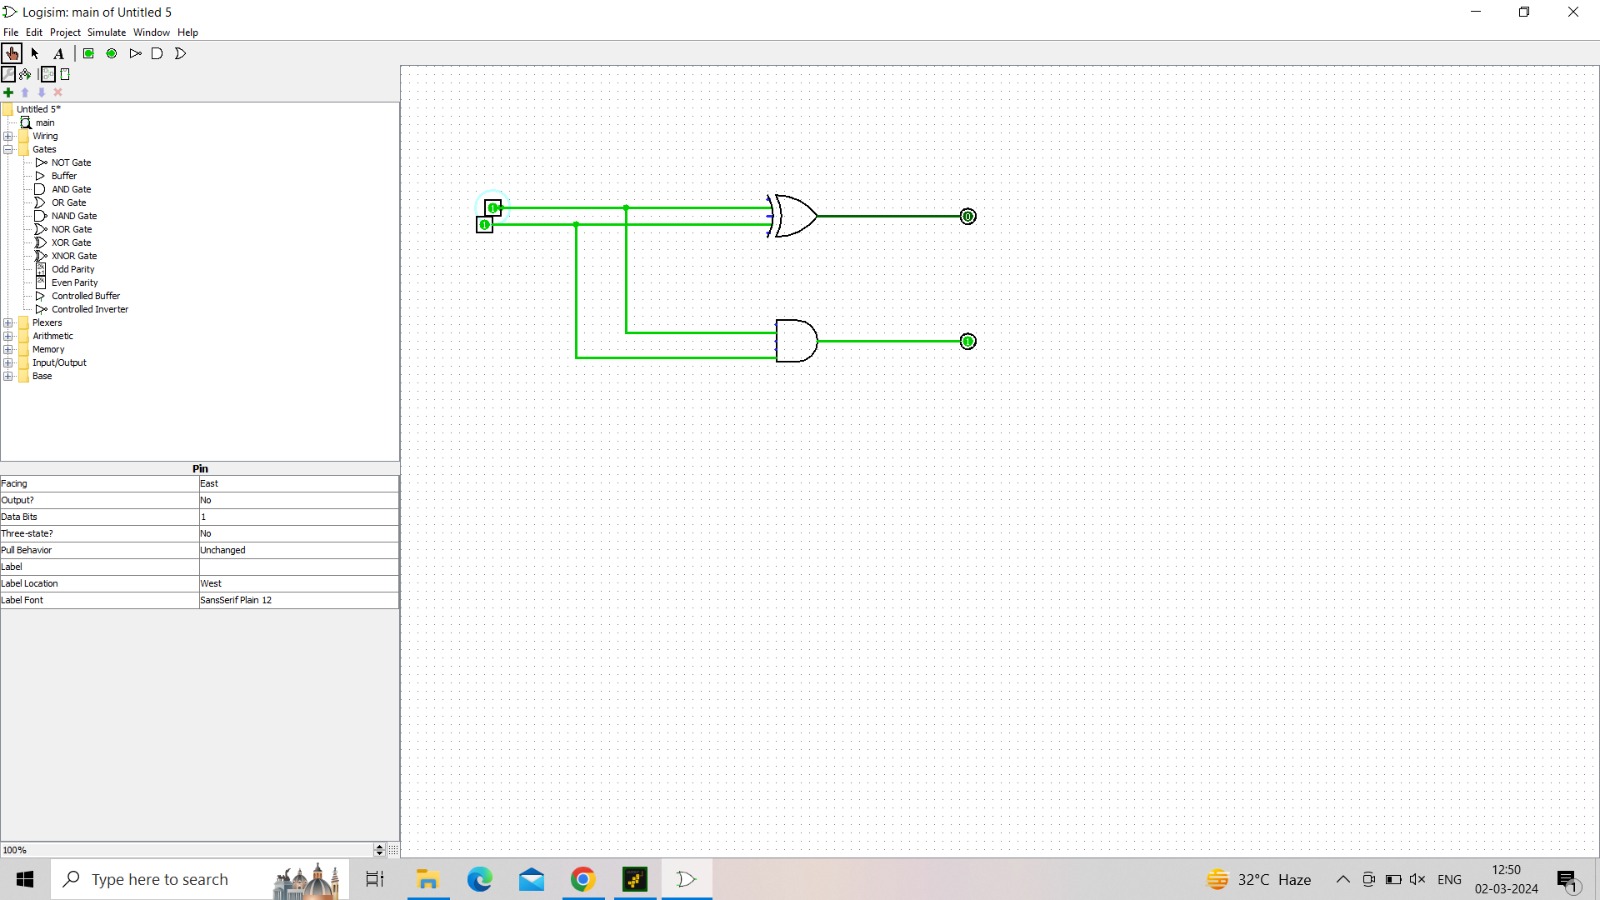 Logisim: main of Untitled 5
File Edit Project Simulate Window Help
A
Untitled 5*
main
Wiring
Gates
NOT Gate
Buffer
AND Gate
OR Gate
NAND Gate
NOR Gate
XOR Gate
XNOR Gate
Odd Parity
Even Parity
Controlled Buffer
Controlled Inverter
Plexers
Arithmetic
Memory
Input/Output
Base
1
1
0
1
Pin
Facing East
Output? No
Data Bits 1
Three-state? No
Pull Behavior Unchanged
Label
Label Location West
Label Font SansSerif Plain 12
100%
Type here to search
32°C Haze
ENG
12:50
02-03-2024
1